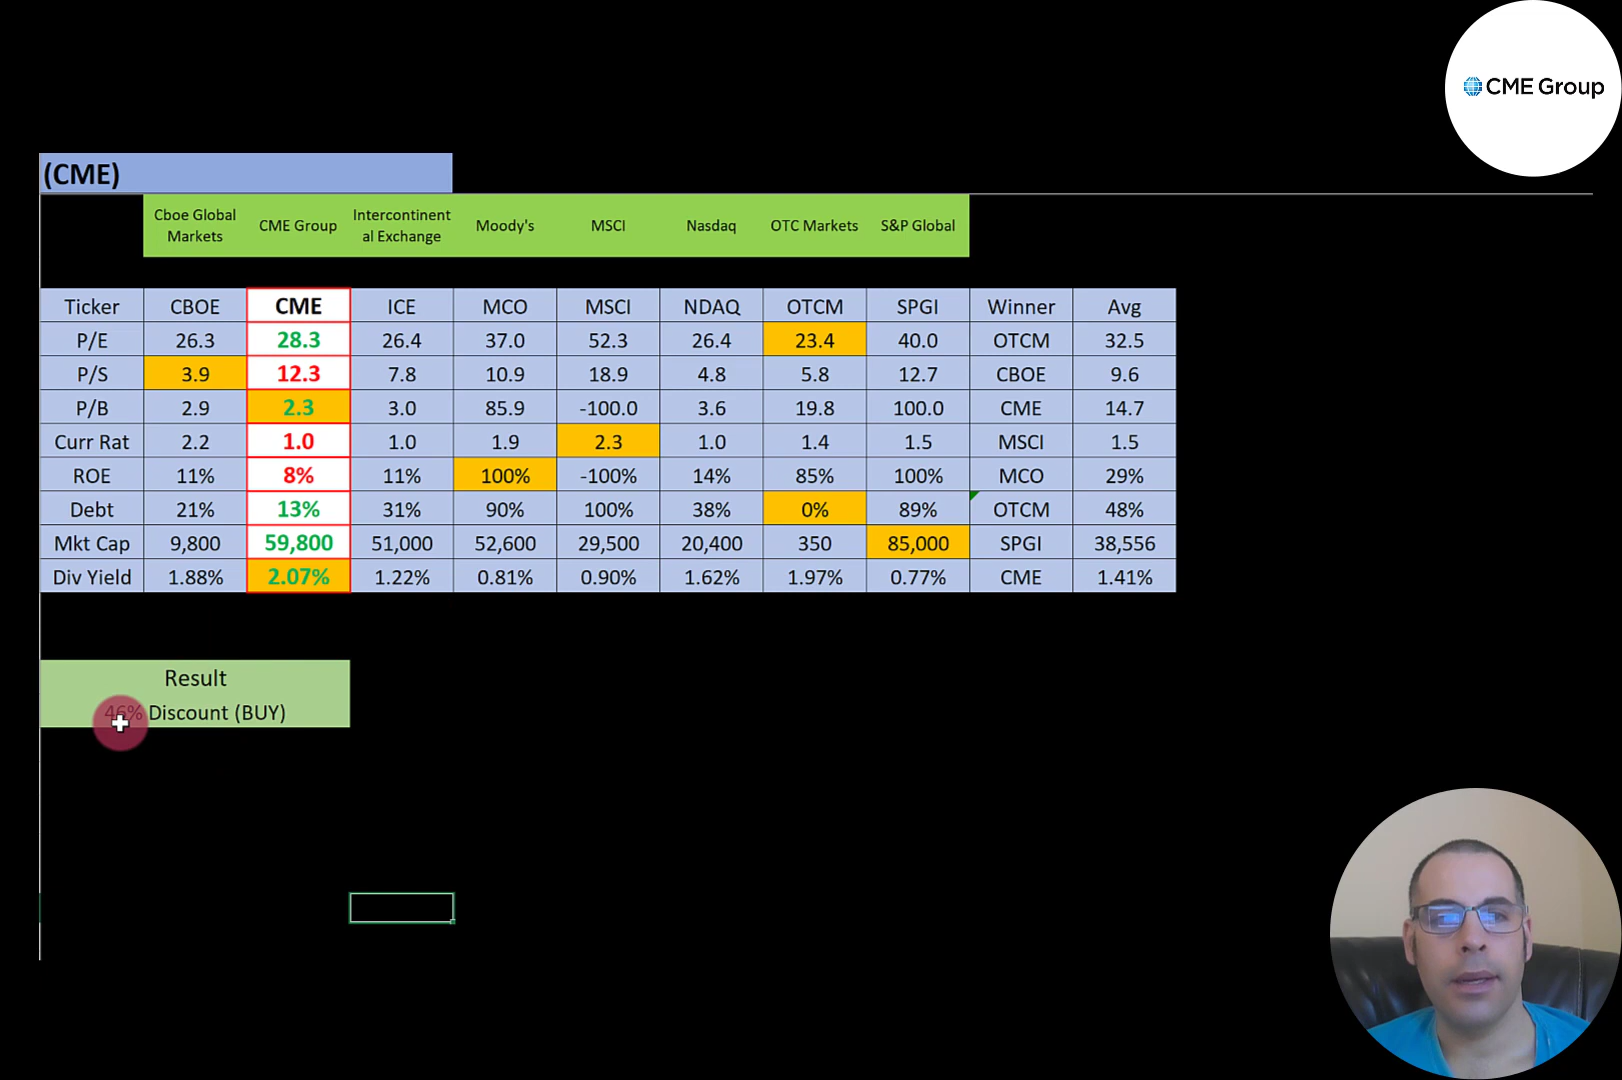 CME Group
(CME)
Cboe Global Markets CME Group Intercontinent al Exchange Moody's MSCI Nasdaq OTC Markets S&P Global
Ticker CBOE CME ICE MCO MSCI NDAQ OTCM SPGI Winner Avg
P/E 26.3 28.3 26.4 37.0 52.3 26.4 23.4 40.0 OTCM 32.5
P/S 3.9 12.3 7.8 10.9 18.9 4.8 5.8 12.7 CBOE 9.6
P/B 2.9 2.3 3.0 85.9 -100.0 3.6 19.8 100.0 CME 14.7
Curr Rat 2.2 1.0 1.0 1.9 2.3 1.0 1.4 1.5 MSCI 1.5
ROE 11% 8% 11% 100% -100% 14% 85% 100% MCO 29%
Debt 21% 13% 31% 90% 100% 38% 0% 89% OTCM 48%
Mkt Cap 9,800 59,800 51,000 52,600 29,500 20,400 350 85,000 SPGI 38,556
Div Yield 1.88% 2.07% 1.22% 0.81% 0.90% 1.62% 1.97% 0.77% CME 1.41%
Result
46% Discount (BUY)